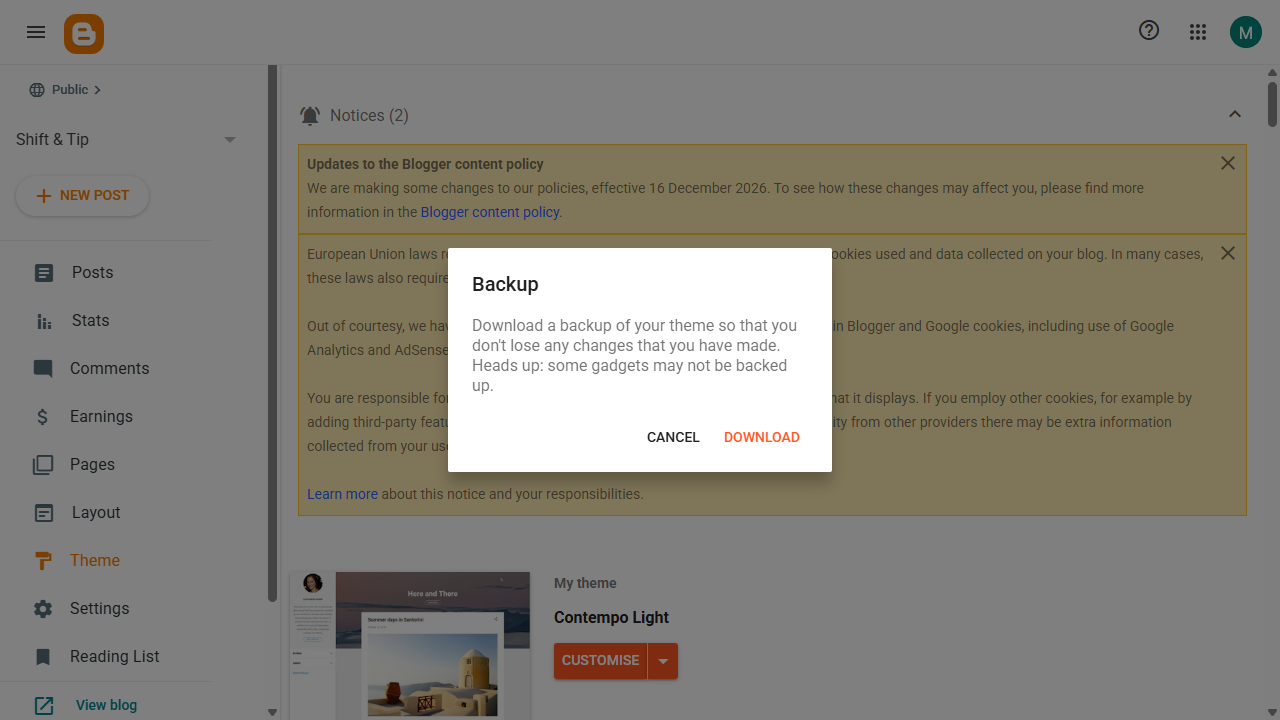 M
Public
Shift & Tip
NEW POST
Posts
Stats
Comments
Earnings
Pages
Layout
Theme
Settings
Reading List
View blog
Notices (2)
Updates to the Blogger content policy
We are making some changes to our policies, effective 16 December 2026. To see how these changes may affect you, please find more
information in the Blogger content policy.
European Union laws
ookies used and data collected on your blog. In many cases,
these laws also require
Out of courtesy, we
in Blogger and Google cookies, including use of Google
Analytics and AdSense
You are responsible for
it displays. If you employ other cookies, for example by
adding third-party
from other providers there may be extra information
collected from your
Learn more about this notice and your responsibilities.
Backup
Download a backup of your theme so that you
don't lose any changes that you have made.
Heads up: some gadgets may not be backed
up.
CANCEL DOWNLOAD
Here and There
Summer days in Santorini!
My theme
Contempo Light
CUSTOMISE